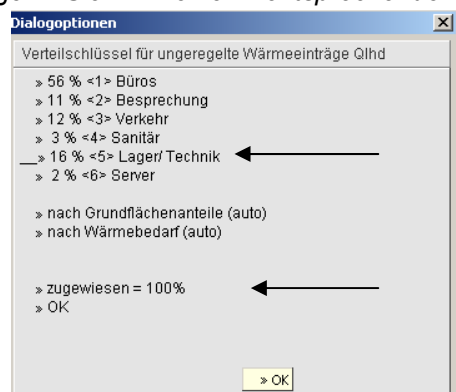 Dialogoptionen
Verteilschlüssel für ungeregelte Wärmeeinträge Qlhd
» 56 % <1> Büros
» 11 % <2> Besprechung
» 12 % <3> Verkehr
» 3 % <4> Sanitär
__» 16 % <5> Lager/ Technik
» 2 % <6> Server
» nach Grundflächenanteile (auto)
» nach Wärmebedarf (auto)
» zugewiesen = 100%
» OK
» OK